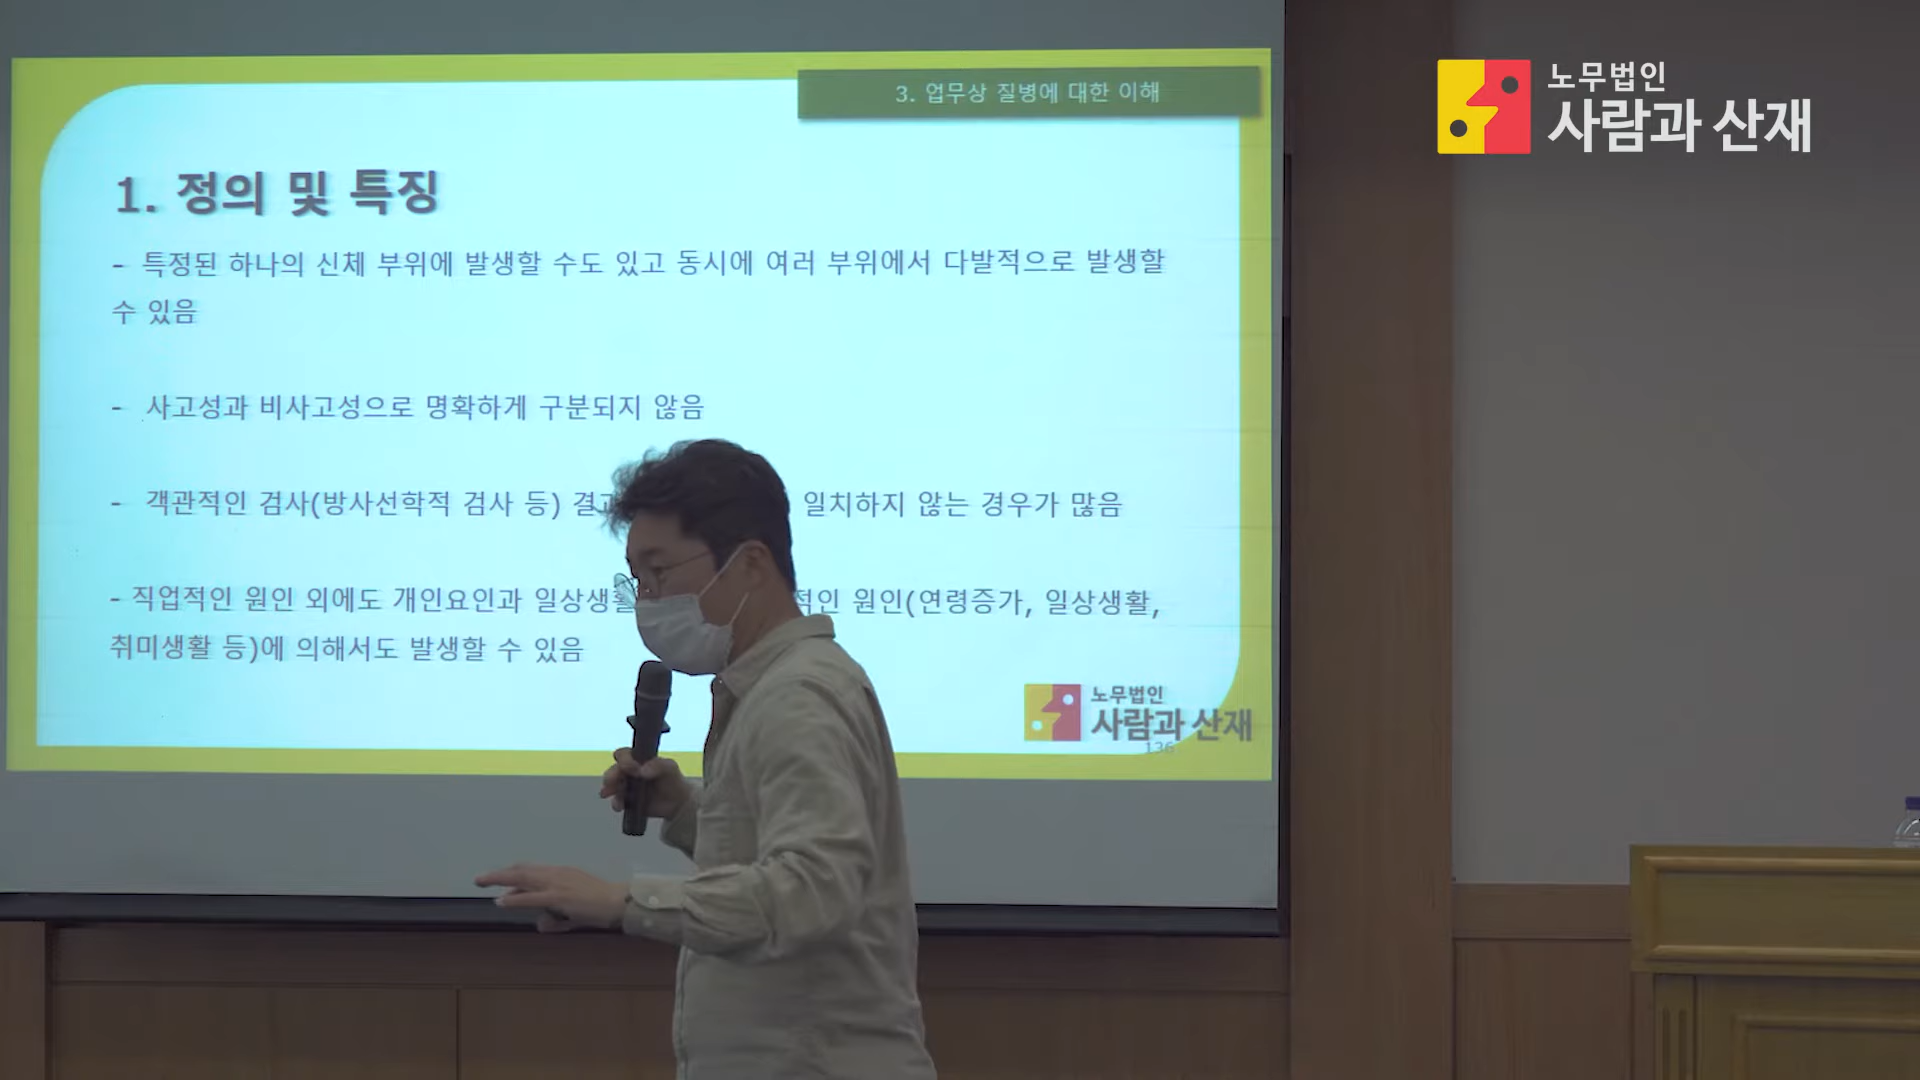 노무법인
사람과 산재
3. 업무상 질병에 대한 이해
1. 정의 및 특징
- 특정된 하나의 신체 부위에 발생할 수도 있고 동시에 여러 부위에서 다발적으로 발생할
수 있음
- 사고성과 비사고성으로 명확하게 구분되지 않음
- 객관적인 검사(방사선학적 검사 등) 일치하지 않는 경우가 많음
- 직업적인 원인 외에도 개인요인과 원인(연령증가, 일상생활,
취미생활 등)에 의해서도 발생할 수 있음
노무법인
사람과 산재
136